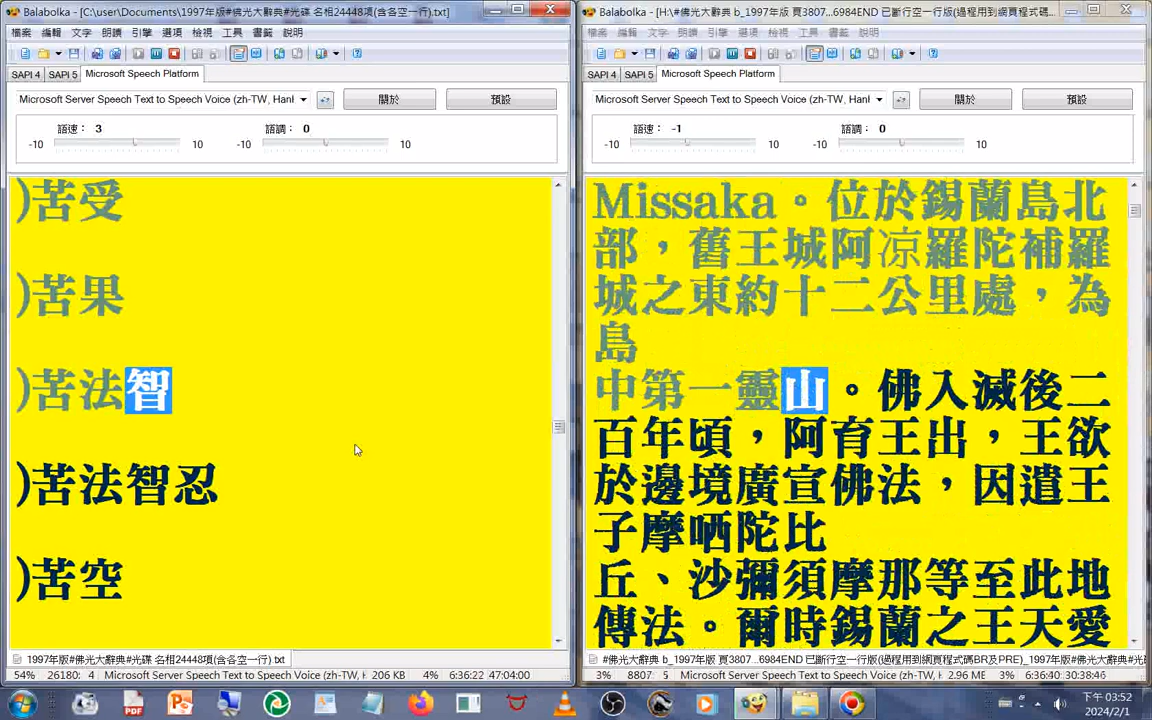 Balabolka - [C:\user\Documents\1997年版#佛光大辭典#光碟 名相24448項(含各空一行).txt]
檔案 編輯 文字 朗讀 引擎 選項 檢視 工具 書籤 說明
SAPI 4 SAPI 5 Microsoft Speech Platform
Microsoft Server Speech Text to Speech Voice (zh-TW, HanI
關於
預設
語速： 3
語調： 0
-10 10 -10 10
)苦受
)苦果
)苦法智
)苦法智忍
)苦空
1997年版#佛光大辭典#光碟 名相24448項(含各空一行).txt
54% 26180: 4 Microsoft Server Speech Text to Speech Voice (zh-TW, H 206 KB 4% 6:36:22 47:04:00
Balabolka - [H:\#佛光大辭典 b_1997年版 頁3807...6984END 已斷行空一行版(過程用到網頁程式碼...
檔案 編輯 文字 朗讀 引擎 選項 檢視 工具 書籤 說明
SAPI 4 SAPI 5 Microsoft Speech Platform
Microsoft Server Speech Text to Speech Voice (zh-TW, HanI
關於
預設
語速： -1
語調： 0
-10 10 -10 10
Missaka。位於錫蘭島北
部，舊王城阿凉羅陀補羅
城之東約十二公里處，為
島
中第一靈山。佛入滅後二
百年頃，阿育王出，王欲
於邊境廣宣佛法，因遣王
子摩哂陀比
丘、沙彌須摩那等至此地
傳法。爾時錫蘭之王天愛
#佛光大辭典 b_1997年版 頁3807...6984END 已斷行空一行版(過程用到網頁程式碼BR及PRE)_1997年版#光
3% 8807 5 Microsoft Server Speech Text to Speech Voice (zh-TW, H 2.96 ME 3% 6:36:40 30:38:46
下午 03:52
2024/2/1